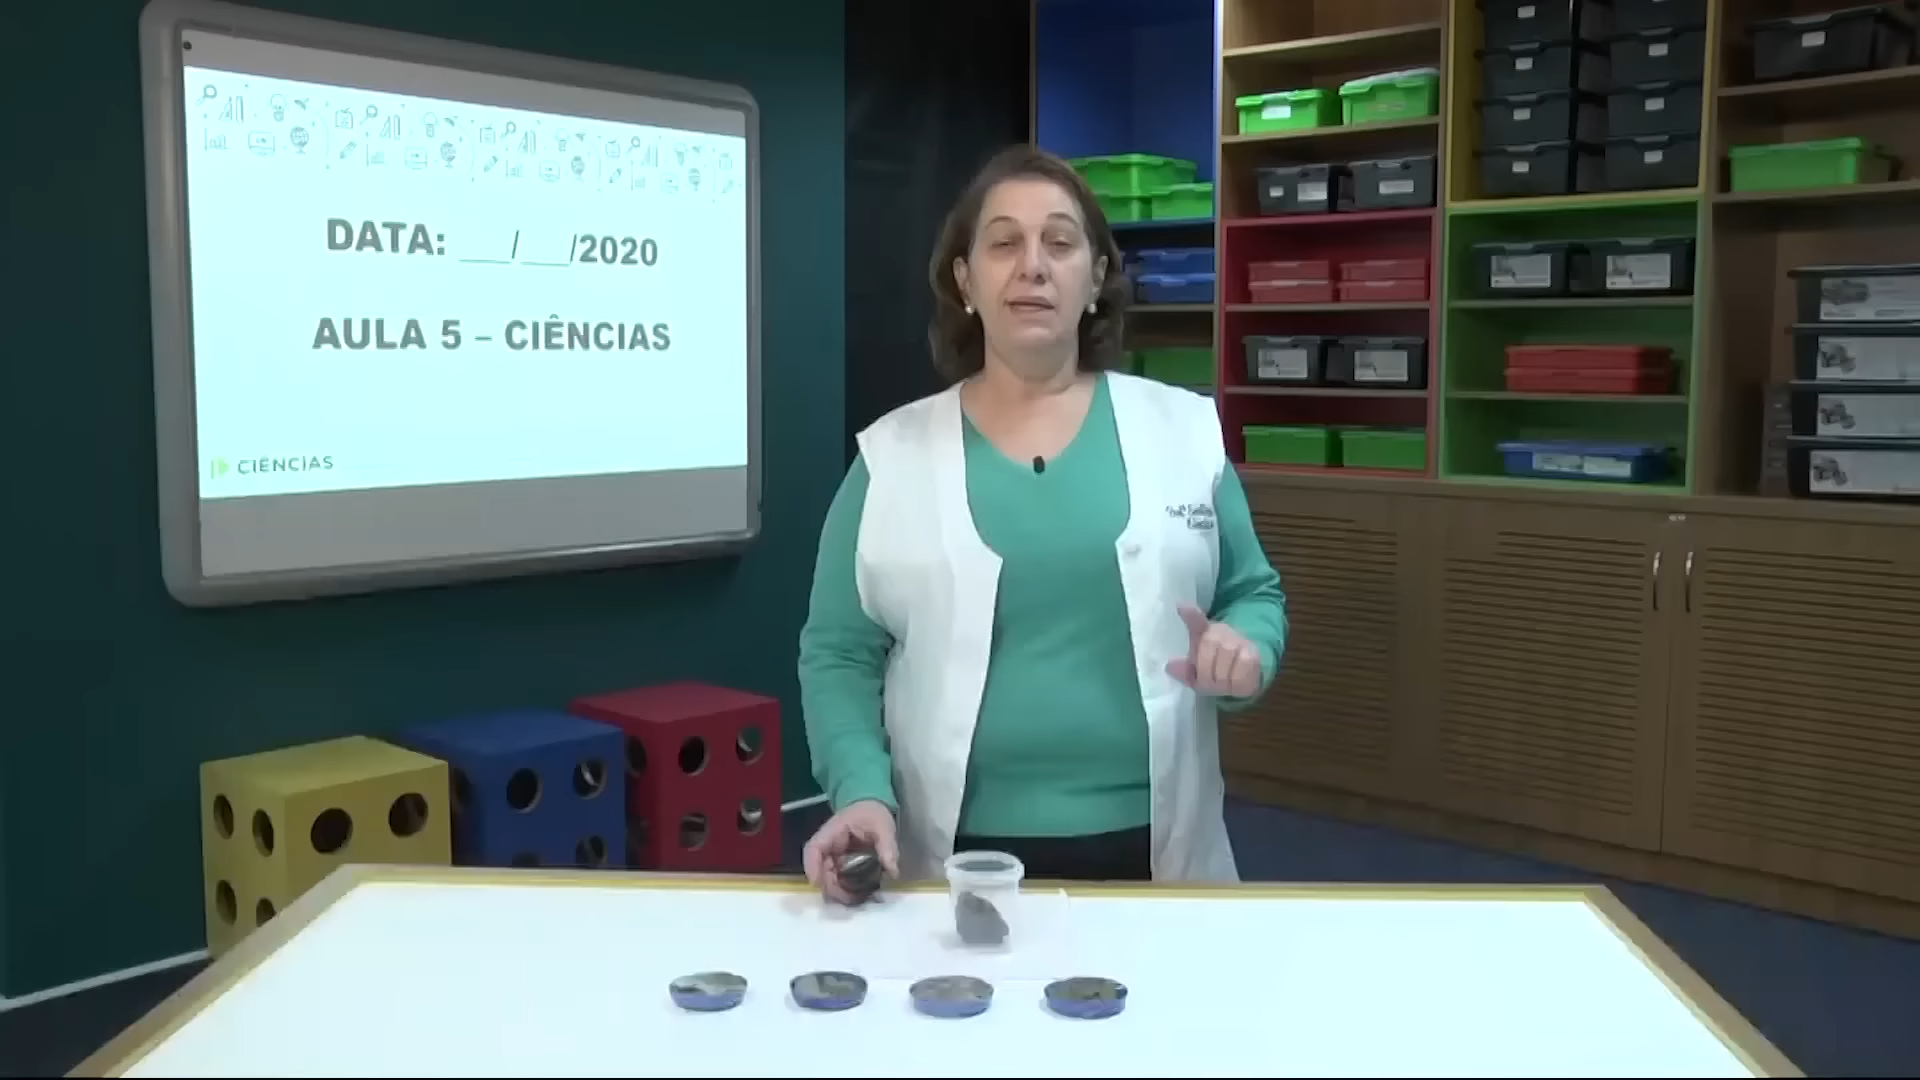 DATA: ___/___/2020
AULA 5 – CIÊNCIAS
CIÊNCIAS